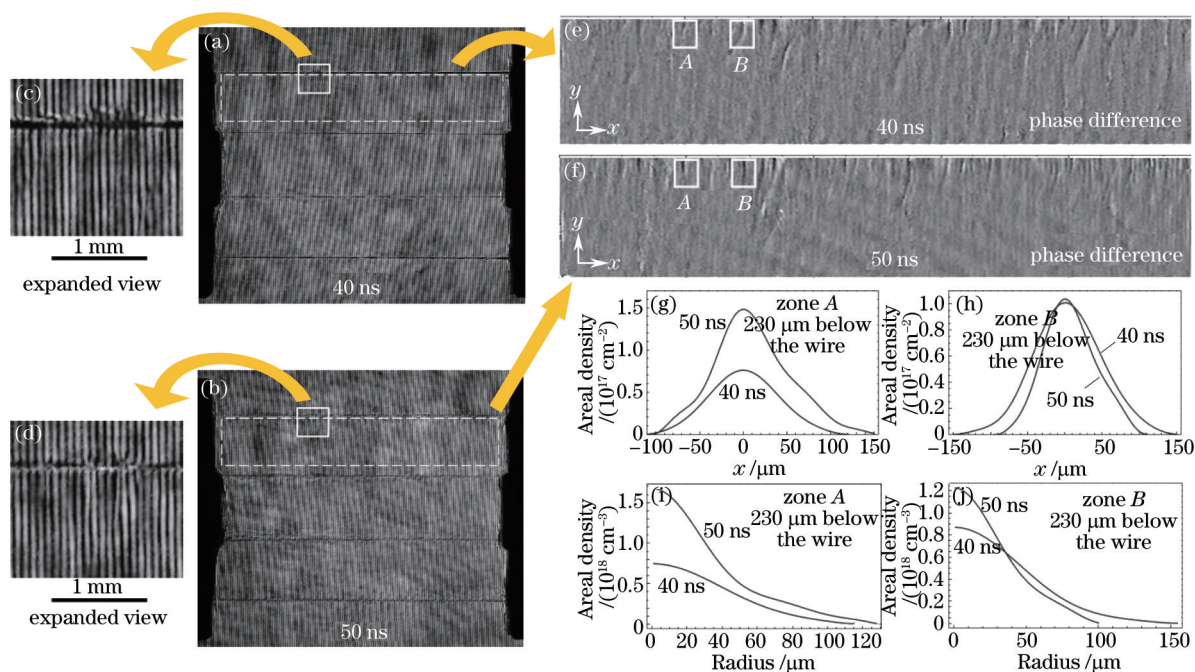 (a)
40 ns
(c)
1 mm
expanded view
(b)
50 ns
(d)
1 mm
expanded view
(e)
A
B
y
x
40 ns
phase difference
(f)
A
B
y
x
50 ns
phase difference
(g)
zone A
230 μm below
the wire
50 ns
40 ns
Areal density
/(10¹⁷ cm⁻²)
1.5
1.0
0.5
0
−100
−50
0
50
100
150
x /μm
(h)
zone B
230 μm below
the wire
40 ns
50 ns
Areal density
/(10¹⁷ cm⁻²)
1.0
0.8
0.6
0.4
0.2
0
−150
−50
0
50
150
x /μm
(i)
zone A
230 μm below
the wire
50 ns
40 ns
Areal density
/(10¹⁸ cm⁻³)
1.5
1.0
0.5
0
0
20
40
60
80
100
120
Radius /μm
(j)
zone B
230 μm below
the wire
50 ns
40 ns
Areal density
/(10¹⁸ cm⁻³)
1.2
1.0
0.8
0.6
0.4
0.2
0
0
50
100
150
Radius /μm